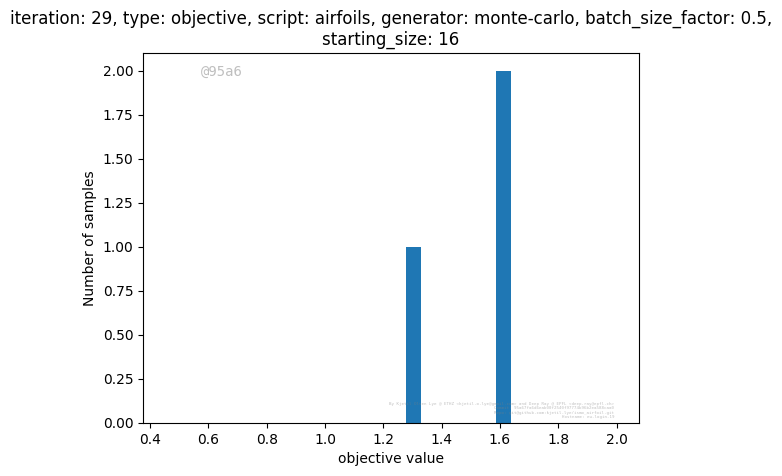 iteration: 29, type: objective, script: airfoils, generator: monte-carlo, batch_size_factor: 0.5,
starting_size: 16
@95a6
2.00
1.75
1.50
1.25
1.00
0.75
0.50
0.25
0.00
Number of samples
0.4 0.6 0.8 1.0 1.2 1.4 1.6 1.8 2.0
objective value